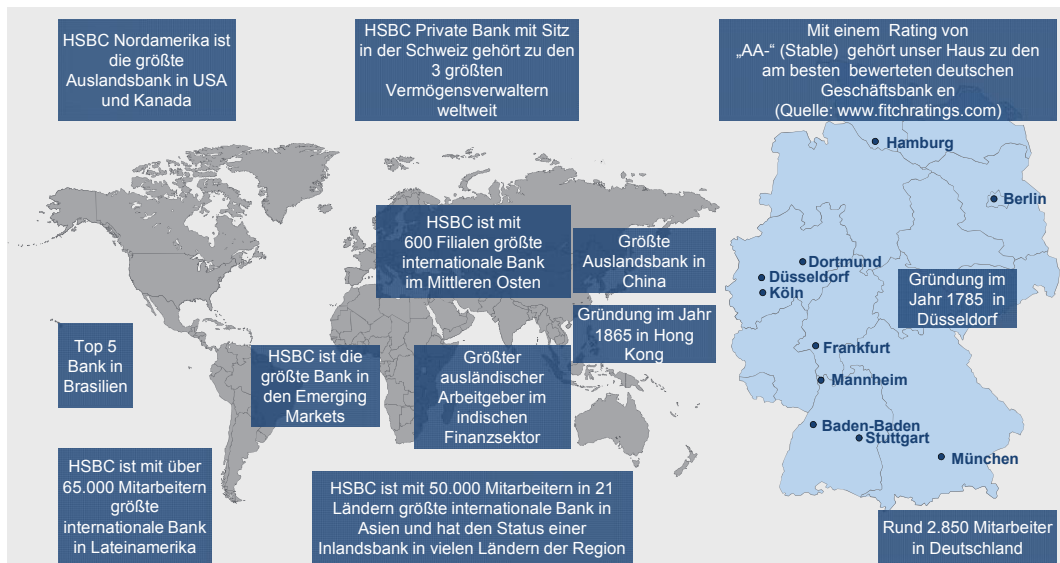 HSBC Nordamerika ist
die größte
Auslandsbank in USA
und Kanada
HSBC Private Bank mit Sitz
in der Schweiz gehört zu den
3 größten
Vermögensverwaltern
weltweit
Mit einem Rating von
„AA-“ (Stable) gehört unser Haus zu den
am besten bewerteten deutschen
Geschäftsbank en
(Quelle: www.fitchratings.com)
Hamburg
Berlin
HSBC ist mit
600 Filialen größte
internationale Bank
im Mittleren Osten
Größte
Auslandsbank in
China
Dortmund
Düsseldorf
Köln
Gründung im
Jahr 1785 in
Düsseldorf
Gründung im Jahr
1865 in Hong
Kong
Top 5
Bank in
Brasilien
HSBC ist die
größte Bank in
den Emerging
Markets
Größter
ausländischer
Arbeitgeber im
indischen
Finanzsektor
Frankfurt
Mannheim
Baden-Baden
Stuttgart
München
HSBC ist mit über
65.000 Mitarbeitern
größte
internationale Bank
in Lateinamerika
HSBC ist mit 50.000 Mitarbeitern in 21
Ländern größte internationale Bank in
Asien und hat den Status einer
Inlandsbank in vielen Ländern der Region
Rund 2.850 Mitarbeiter
in Deutschland